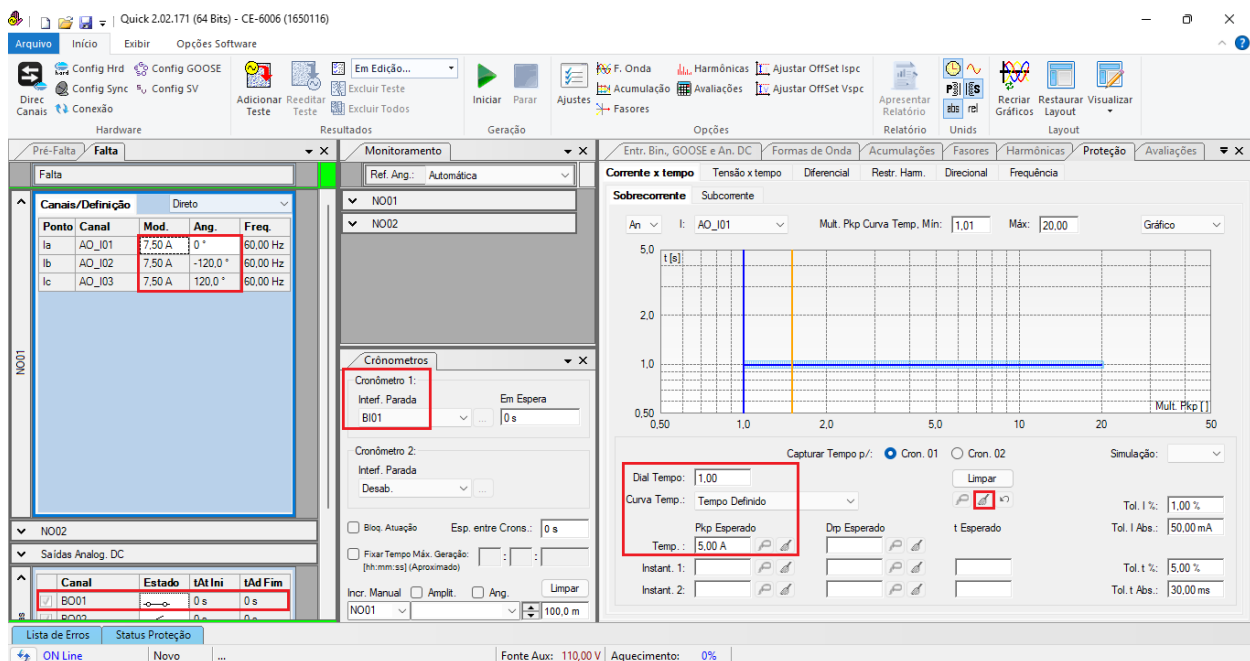 Quick 2.02.171 (64 Bits) - CE-6006 (1650116)
Arquivo Início Exibir Opções Software
Direc Canais
Config Hrd Config GOOSE
Config Sync Config SV
Conexão
Hardware
Adicionar Teste
Reeditar Teste
Em Edição...
Excluir Teste
Excluir Todos
Resultados
Iniciar Parar
Geração
Ajustes
F. Onda Harmônicas Ajustar OffSet Ispc
Acumulação Avaliações Ajustar OffSet Vspc
Fasores
Opções
Apresentar Relatório
Relatório
abs rel
Unids
Recriar Gráficos
Restaurar Layout
Visualizar
Layout
Pré-Falta Falta
Falta
NO01
Canais/Definição Direto
Ponto Canal Mod. Ang. Freq.
Ia AO_I01 7,50 A 0 ° 60,00 Hz
Ib AO_I02 7,50 A -120,0 ° 60,00 Hz
Ic AO_I03 7,50 A 120,0 ° 60,00 Hz
NO02
Saídas Analog. DC
Canal Estado tAt Ini tAd Fim
BO01 0 s 0 s
BO02 0 s 0 s
Monitoramento
Ref. Ang.: Automática
NO01
NO02
Crônometros
Cronômetro 1:
Interf. Parada Em Espera
BI01 ... 0 s
Cronômetro 2:
Interf. Parada
Desab. ...
Bloq. Atuação Esp. entre Crons.: 0 s
Fixar Tempo Máx. Geração: : :
[hh:mm:ss] (Aproximado)
Limpar
Incr. Manual Amplit. Ang.
NO01 100,0 m
Entr. Bin., GOOSE e An. DC Formas de Onda Acumulações Fasores Harmônicas Proteção Avaliações
Corrente x tempo Tensão x tempo Diferencial Restr. Harm. Direcional Frequência
Sobrecorrente Subcorrente
An I: AO_I01 Mult. Pkp Curva Temp, Mín: 1,01 Máx: 20,00 Gráfico
5,0
t [s]
2,0
1,0
0,50
Mult. Pkp [ ]
0,50 1,0 2,0 5,0 10 20 50
Capturar Tempo p/: Cron. 01 Cron. 02 Simulação:
Dial Tempo: 1,00 Limpar
Curva Temp.: Tempo Definido
Tol. I %: 1,00 %
Pkp Esperado Drp Esperado t Esperado Tol. I Abs.: 50,00 mA
Temp. : 5,00 A
Instant. 1: Tol. t %: 5,00 %
Instant. 2: Tol. t Abs.: 30,00 ms
Lista de Erros Status Proteção
ON Line Novo ... Fonte Aux: 110,00 V Aquecimento: 0%